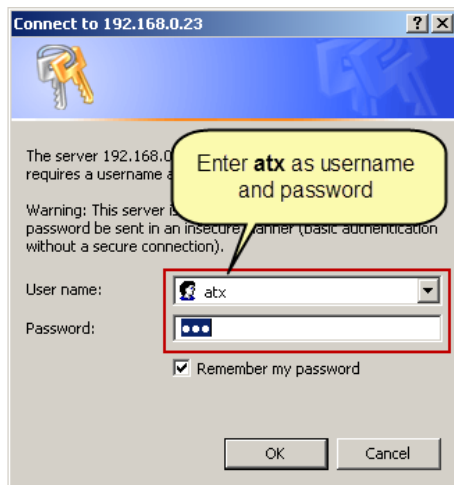 Connect to 192.168.0.23
The server 192.168.0
requires a username a
Enter atx as username
and password
Warning: This server is
password be sent in an insecure manner (basic authentication
without a secure connection).
User name:
atx
Password:
Remember my password
OK
Cancel